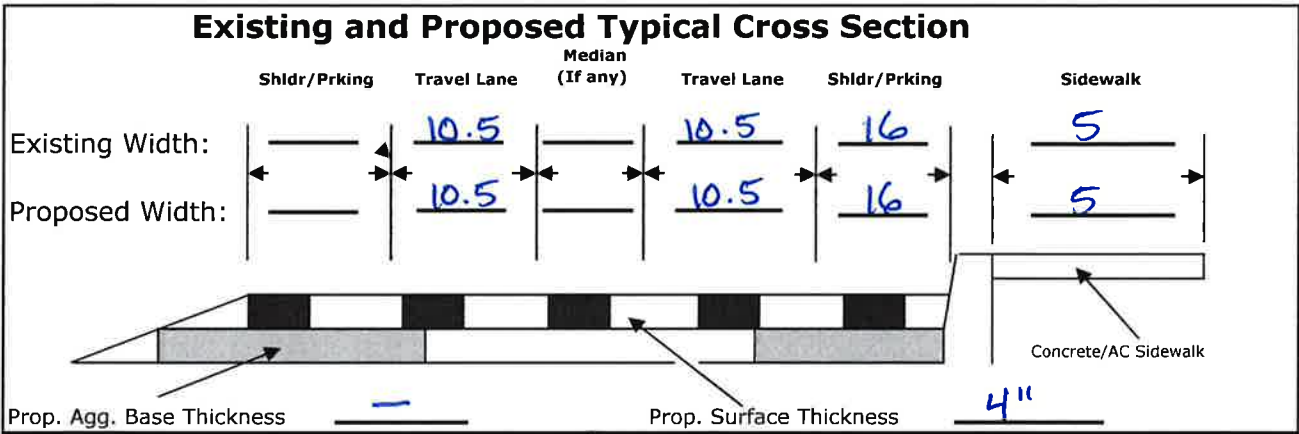 Existing and Proposed Typical Cross Section
Shldr/Prking Travel Lane Median (If any) Travel Lane Shldr/Prking Sidewalk
Existing Width: 10.5 10.5 16 5
Proposed Width: 10.5 10.5 16 5
Concrete/AC Sidewalk
Prop. Agg. Base Thickness — Prop. Surface Thickness 4"